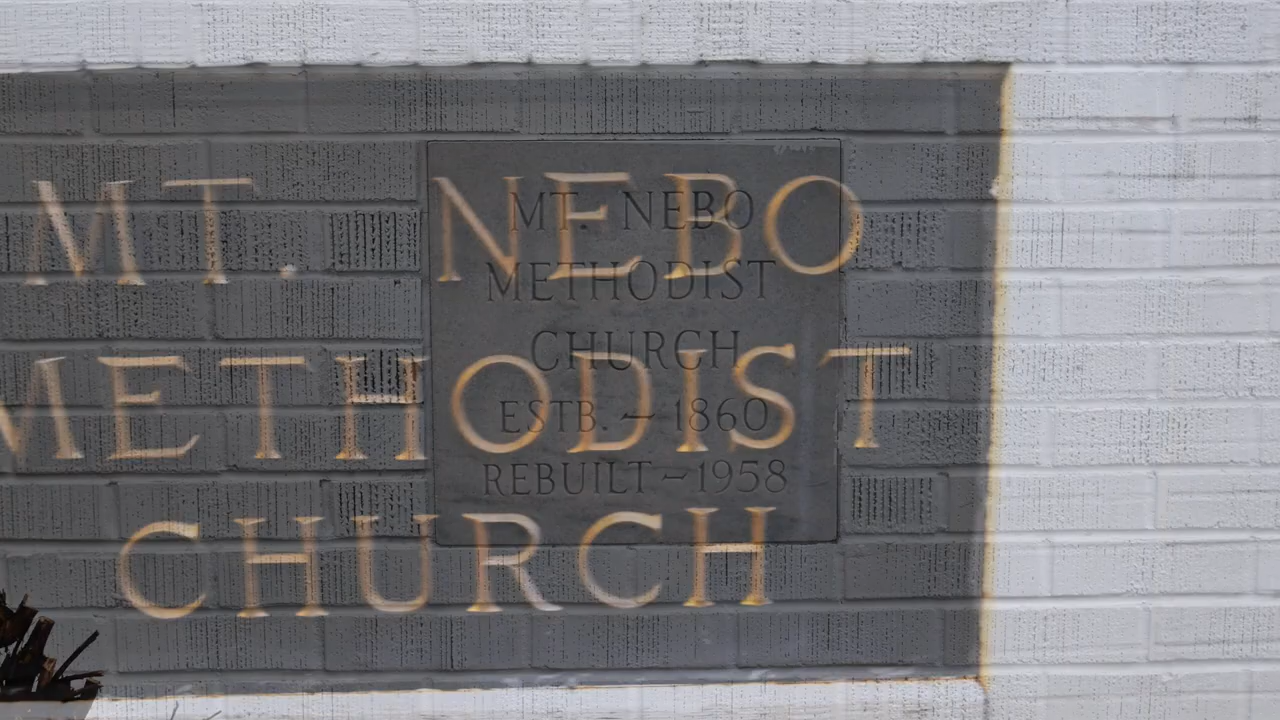 MT. NEBO
METHODIST
CHURCH
MT. NEBO
METHODIST
CHURCH
ESTB. – 1860
REBUILT – 1958